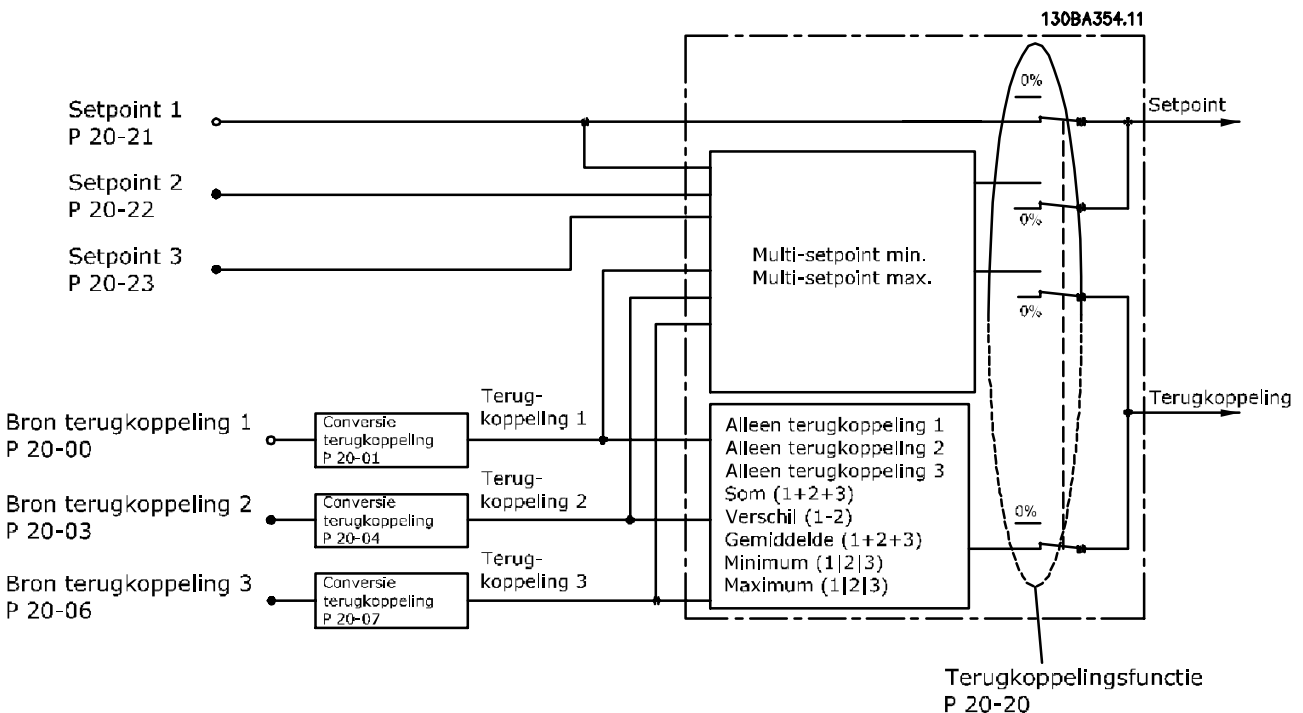 130BA354.11
0%
Setpoint 1
P 20-21
Setpoint
Setpoint 2
P 20-22
0%
Setpoint 3
P 20-23
Multi-setpoint min.
Multi-setpoint max.
0%
Bron terugkoppeling 1
P 20-00
Conversie
terugkoppeling
P 20-01
Terug-
koppeling 1
Terugkoppeling
Bron terugkoppeling 2
P 20-03
Conversie
terugkoppeling
P 20-04
Terug-
koppeling 2
Bron terugkoppeling 3
P 20-06
Conversie
terugkoppeling
P 20-07
Terug-
koppeling 3
Alleen terugkoppeling 1
Alleen terugkoppeling 2
Alleen terugkoppeling 3
Som (1+2+3)
Verschil (1-2)
Gemiddelde (1+2+3)
Minimum (1|2|3)
Maximum (1|2|3)
0%
Terugkoppelingsfunctie
P 20-20